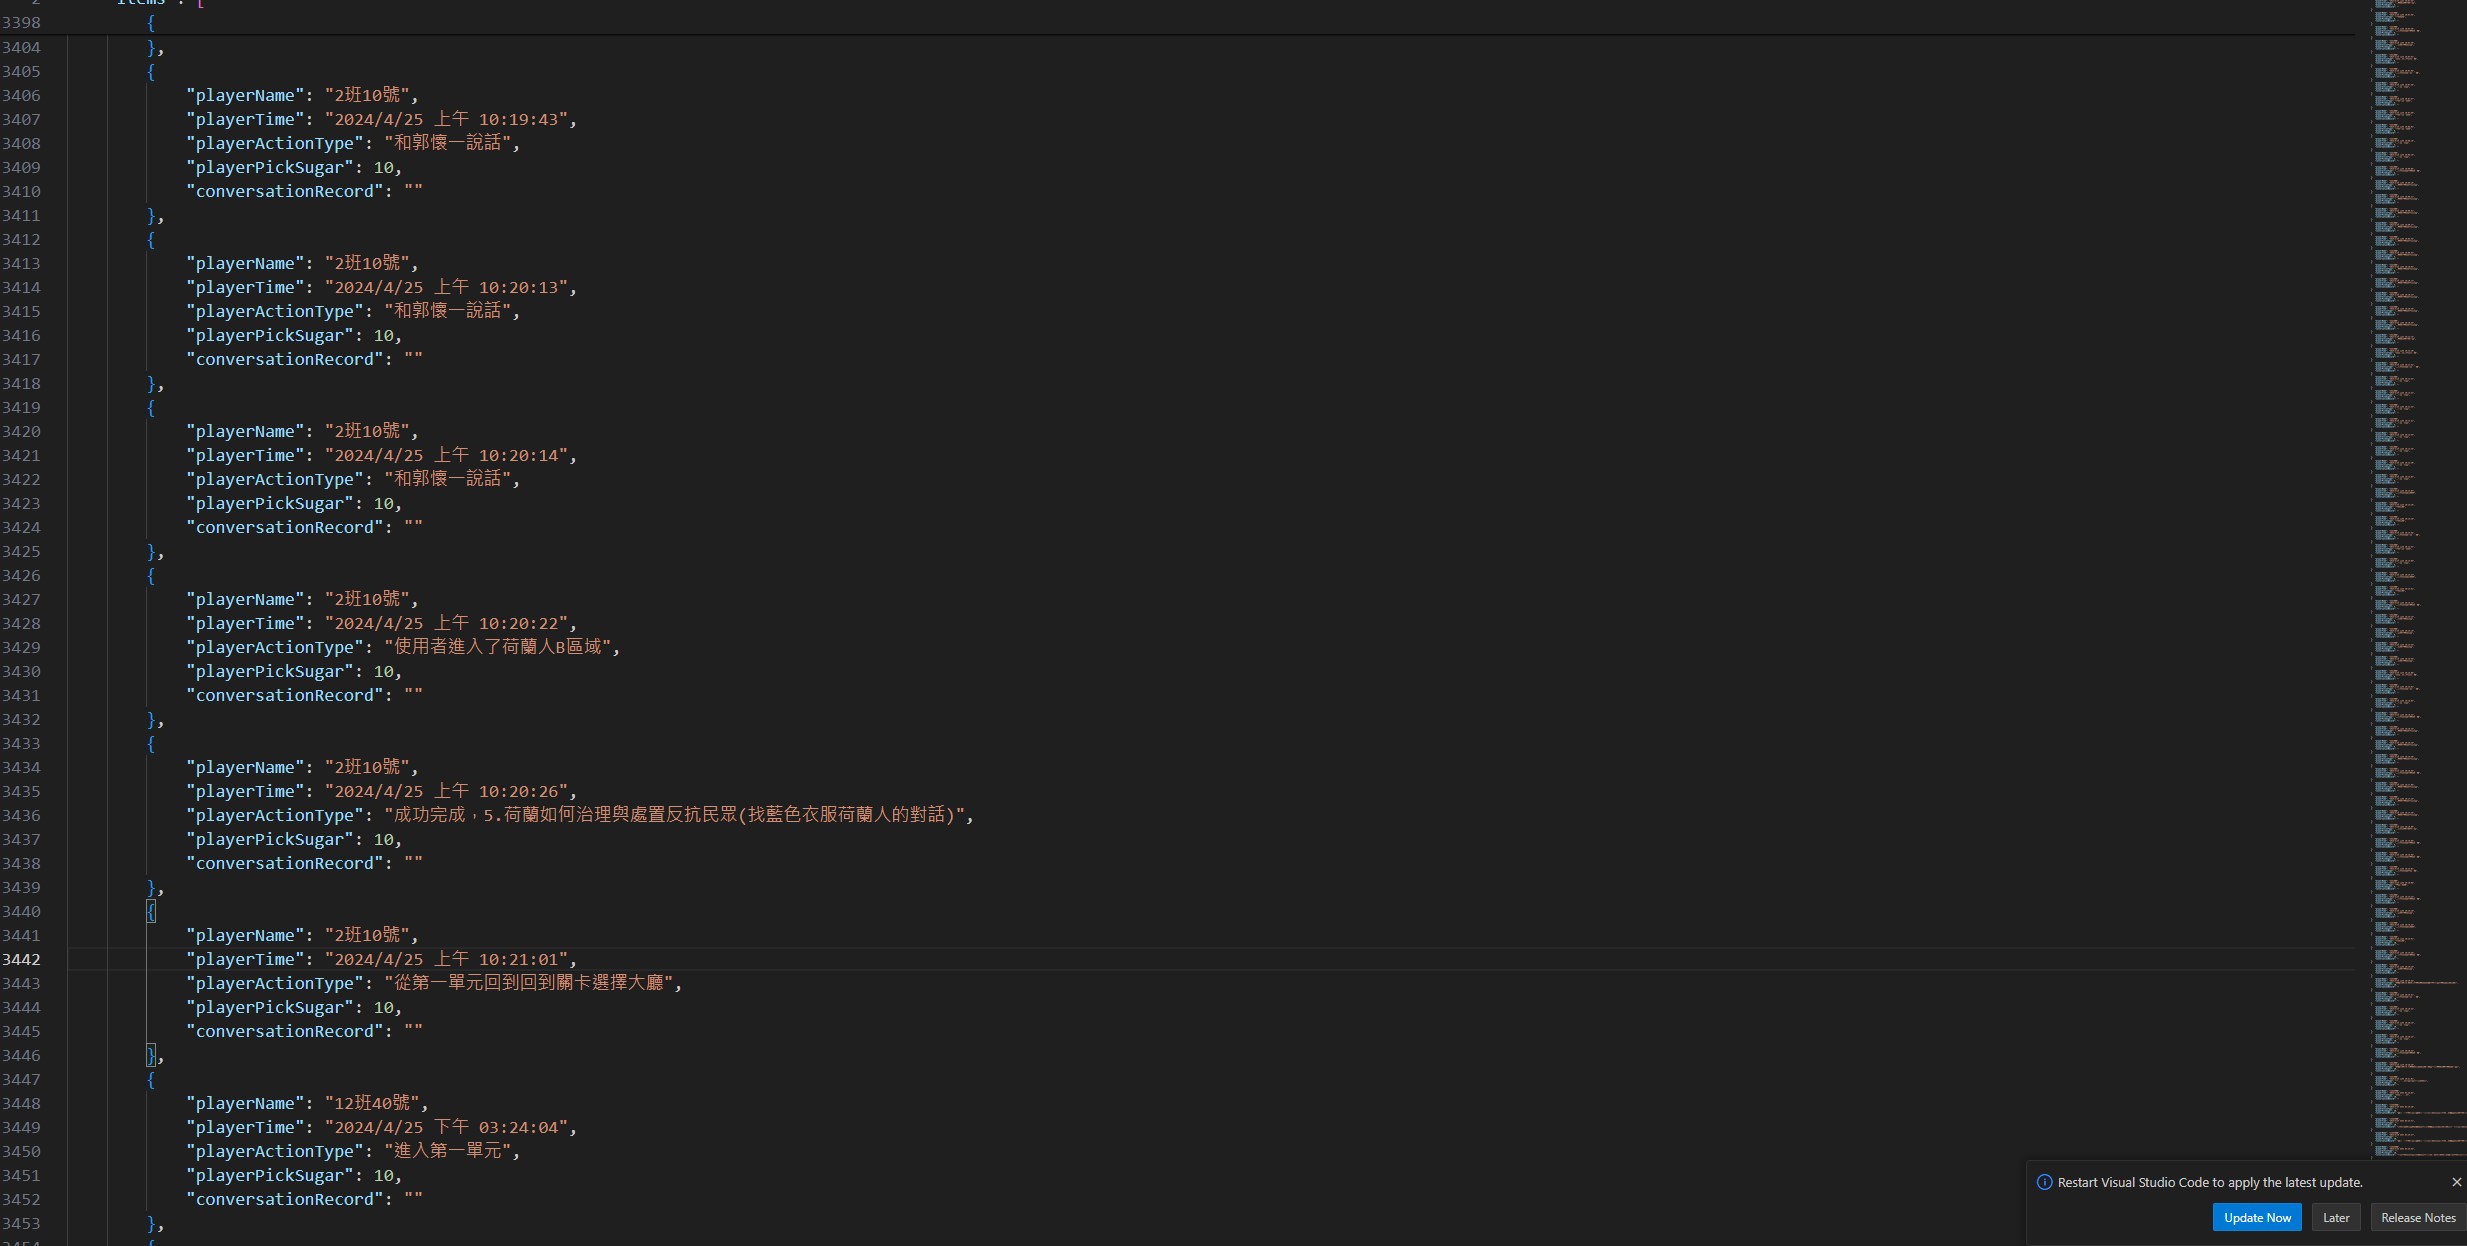 2 "items": [
3398 {
3404 },
3405 {
3406 "playerName": "2班10號",
3407 "playerTime": "2024/4/25 上午 10:19:43",
3408 "playerActionType": "和郭懷一說話",
3409 "playerPickSugar": 10,
3410 "conversationRecord": ""
3411 },
3412 {
3413 "playerName": "2班10號",
3414 "playerTime": "2024/4/25 上午 10:20:13",
3415 "playerActionType": "和郭懷一說話",
3416 "playerPickSugar": 10,
3417 "conversationRecord": ""
3418 },
3419 {
3420 "playerName": "2班10號",
3421 "playerTime": "2024/4/25 上午 10:20:14",
3422 "playerActionType": "和郭懷一說話",
3423 "playerPickSugar": 10,
3424 "conversationRecord": ""
3425 },
3426 {
3427 "playerName": "2班10號",
3428 "playerTime": "2024/4/25 上午 10:20:22",
3429 "playerActionType": "使用者進入了荷蘭人B區域",
3430 "playerPickSugar": 10,
3431 "conversationRecord": ""
3432 },
3433 {
3434 "playerName": "2班10號",
3435 "playerTime": "2024/4/25 上午 10:20:26",
3436 "playerActionType": "成功完成，5.荷蘭如何治理與處置反抗民眾(找藍色衣服荷蘭人的對話)",
3437 "playerPickSugar": 10,
3438 "conversationRecord": ""
3439 },
3440 {
3441 "playerName": "2班10號",
3442 "playerTime": "2024/4/25 上午 10:21:01",
3443 "playerActionType": "從第一單元回到回到關卡選擇大廳",
3444 "playerPickSugar": 10,
3445 "conversationRecord": ""
3446 },
3447 {
3448 "playerName": "12班40號",
3449 "playerTime": "2024/4/25 下午 03:24:04",
3450 "playerActionType": "進入第一單元",
3451 "playerPickSugar": 10,
3452 "conversationRecord": ""
3453 },
3454 {
Restart Visual Studio Code to apply the latest update.
Update Now Later Release Notes